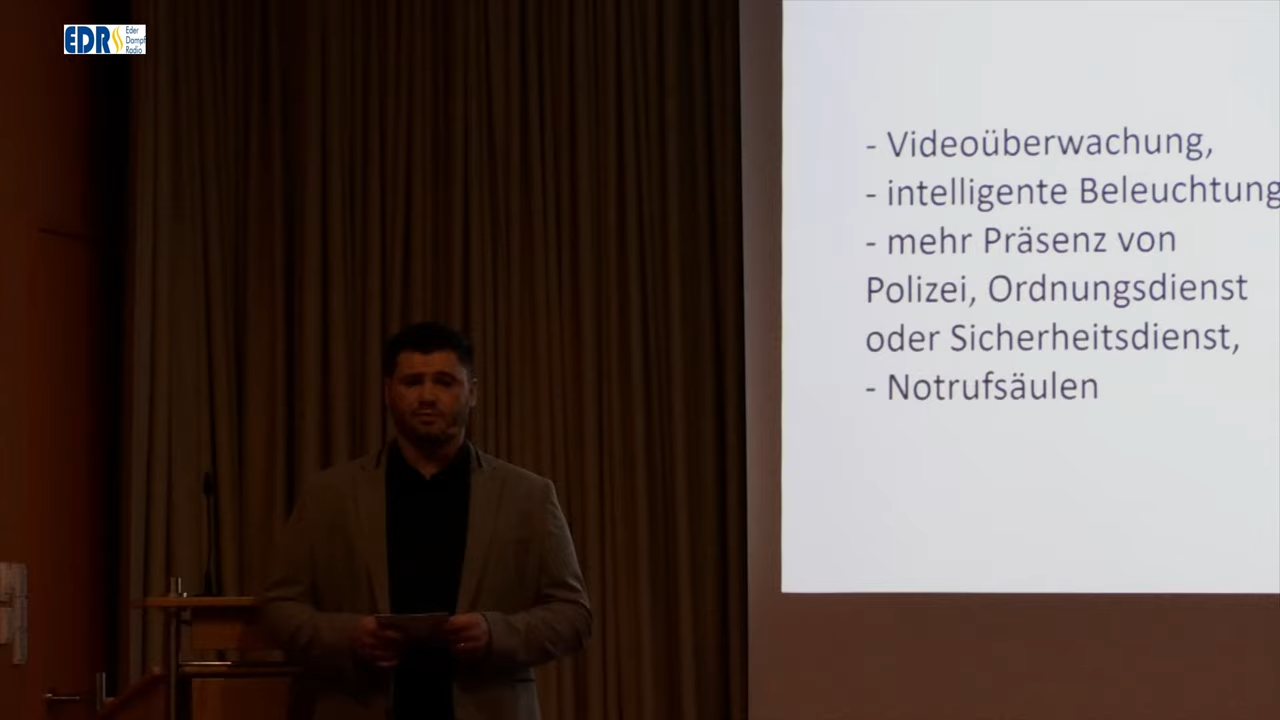 EDR Eder
Dampf
Radio
- Videoüberwachung,
- intelligente Beleuchtung
- mehr Präsenz von
Polizei, Ordnungsdienst
oder Sicherheitsdienst,
- Notrufsäulen